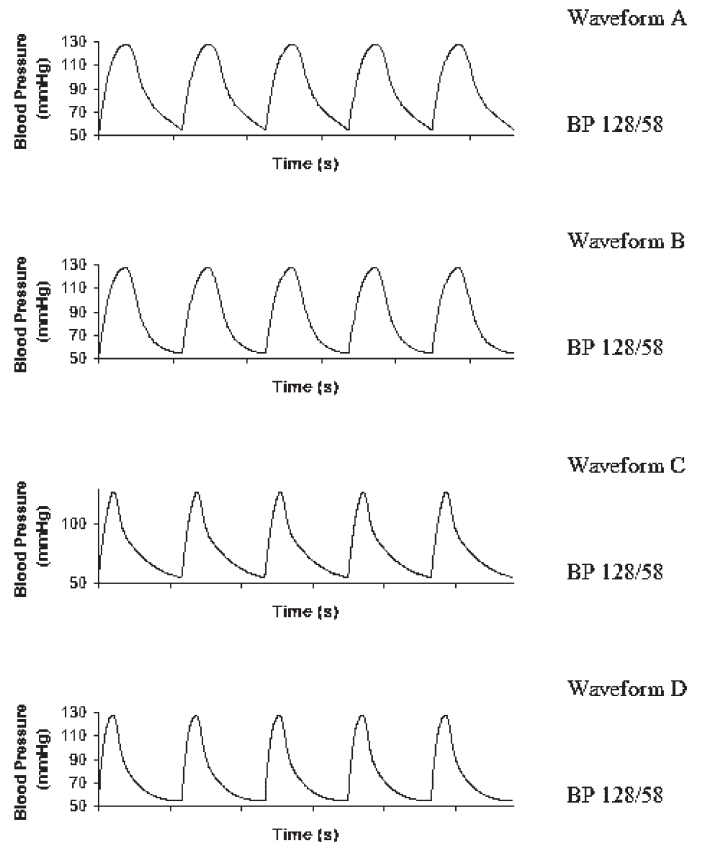 Waveform A
Blood Pressure
(mmHg)
130
110
90
70
50
Time (s)
BP 128/58
Waveform B
Blood Pressure
(mmHg)
130
110
90
70
50
Time (s)
BP 128/58
Waveform C
Blood Pressure
(mmHg)
100
50
Time (s)
BP 128/58
Waveform D
Blood Pressure
(mmHg)
130
110
90
70
50
Time (s)
BP 128/58